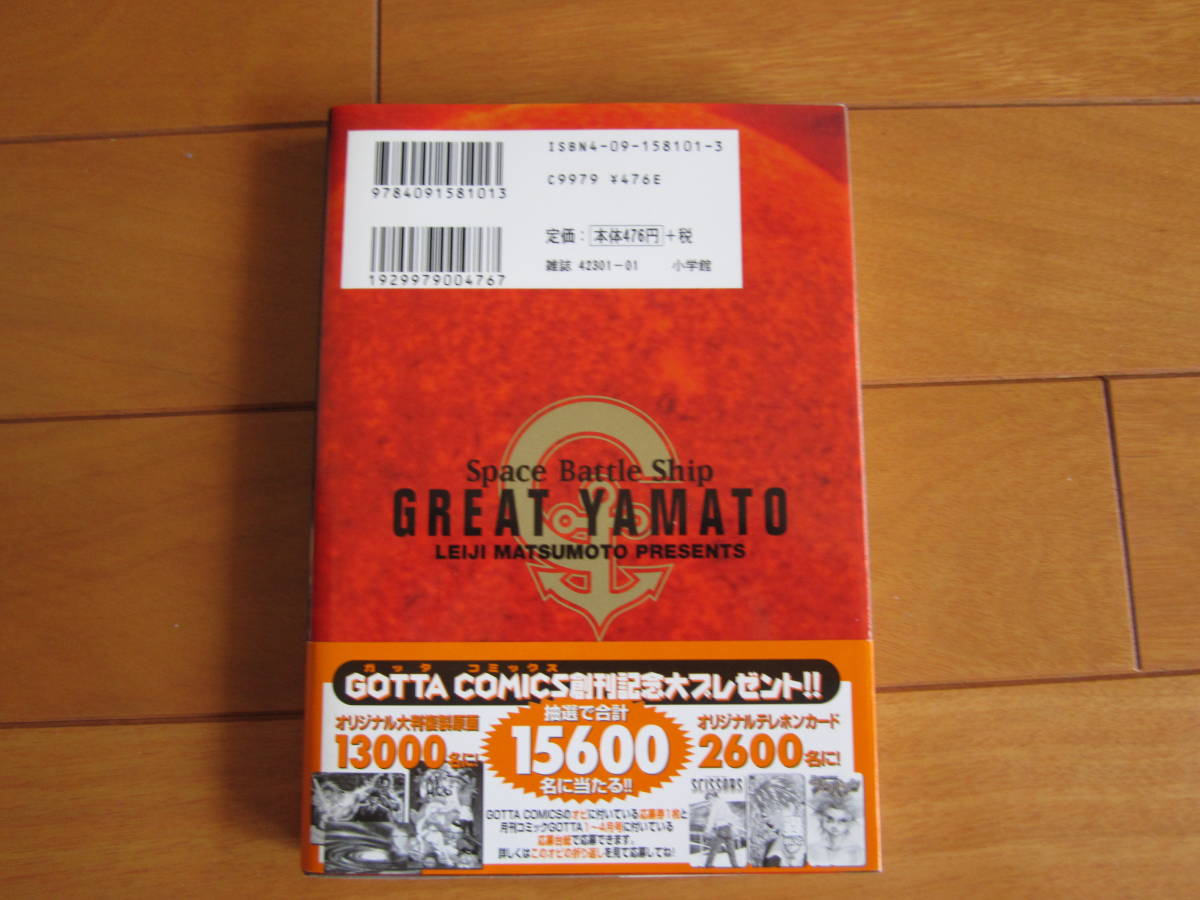 ISBN4-09-158101-3
9784091581013
C9979 ¥476E
定価：本体476円+税
1929979004767
雑誌 42301-01 小学館
Space Battle Ship
GREAT YAMATO
LEIJI MATSUMOTO PRESENTS
ガッタ コミックス
GOTTA COMICS創刊記念大プレゼント!!
オリジナル大判複製原画
13000名に!
抽選で合計
15600
名に当たる!!
オリジナルテレホンカード
2600名に!
SCISSORS
GOTTA COMICSのオビに付いている応募券1枚と
月刊コミックGOTTA1〜4月号に付いている
応募台紙で応募できます。
詳しくはこのオビの折り返しを見て応募してね!